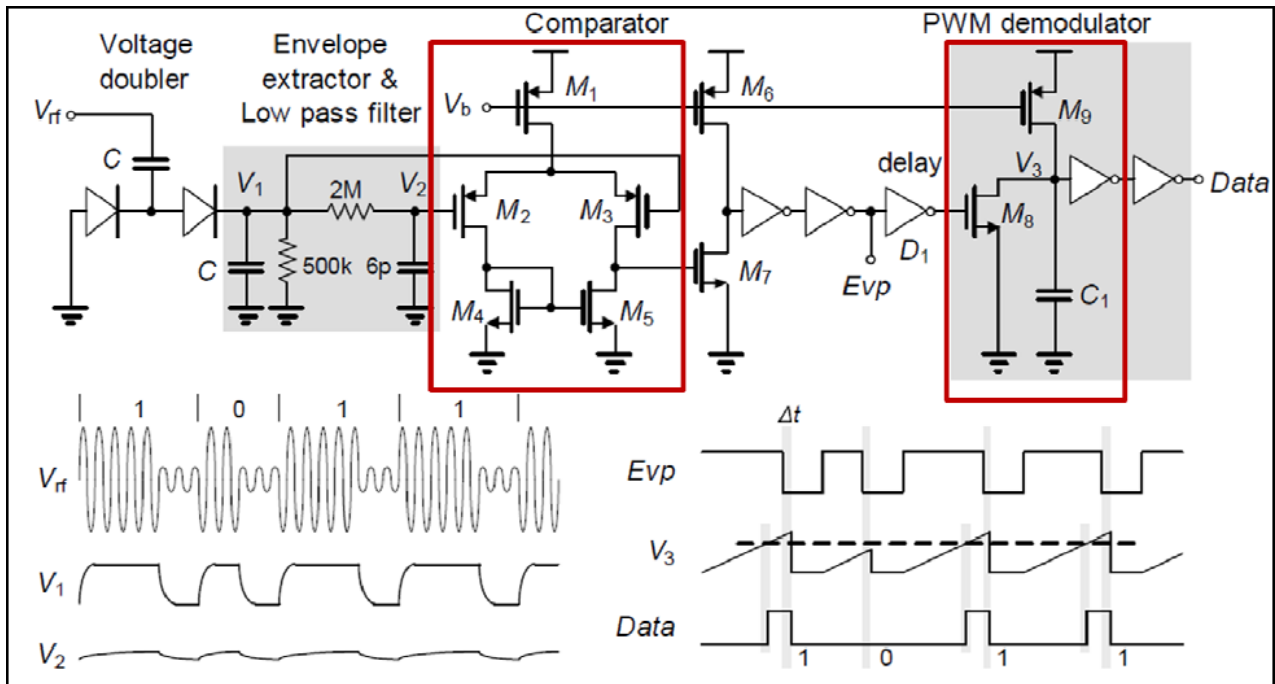 Comparator
PWM demodulator
Voltage
doubler
Envelope
extractor &
Low pass filter
Vrf
C
V1
2M
V2
C
500k
6p
Vb
M1
M2
M3
M4
M5
M6
M7
Evp
delay
D1
M8
M9
V3
C1
Data
1 0 1 1
Vrf
V1
V2
Δt
Evp
V3
Data
1 0 1 1